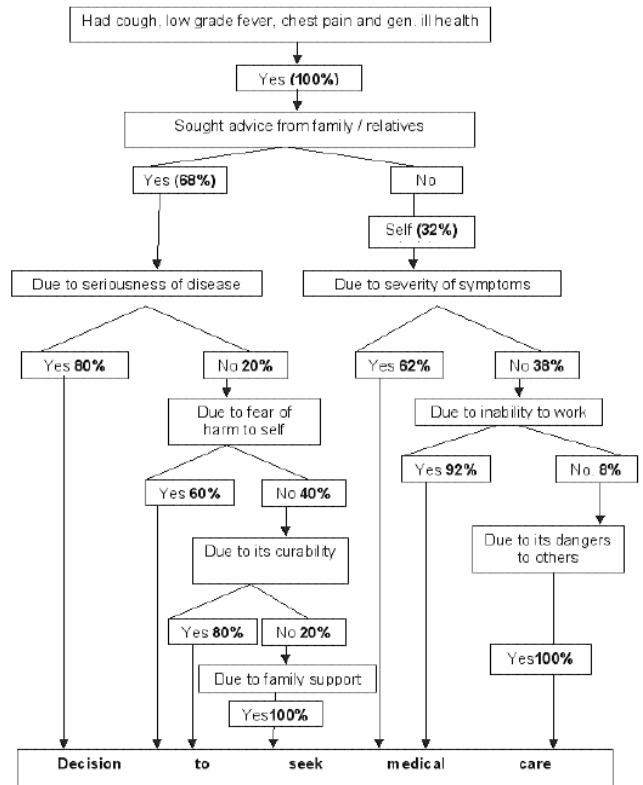 Had cough, low grade fever, chest pain and gen. ill health
Yes (100%)
Sought advice from family / relatives
Yes (68%)
No
Self (32%)
Due to seriousness of disease
Due to severity of symptoms
Yes 80%
No 20%
Yes 62%
No 38%
Due to fear of
harm to self
Due to inability to work
Yes 60%
No 40%
Yes 92%
No. 8%
Due to its curability
Due to its dangers
to others
Yes 80%
No 20%
Due to family support
Yes100%
Yes100%
Decision to seek medical care